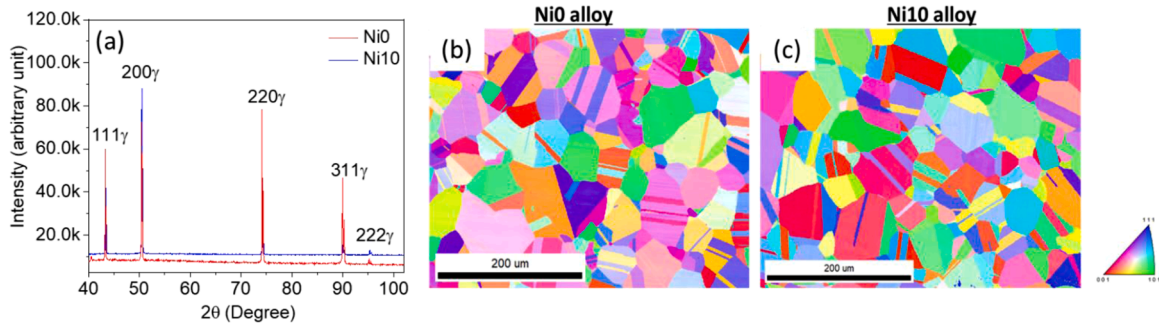 Ni0 alloy
Ni10 alloy
(a)
(b)
(c)
Ni0
Ni10
120.0k
100.0k
80.0k
60.0k
40.0k
20.0k
Intensity (arbitrary unit)
111γ
200γ
220γ
311γ
222γ
40 50 60 70 80 90 100
2θ (Degree)
200 um
200 um
111
001 101